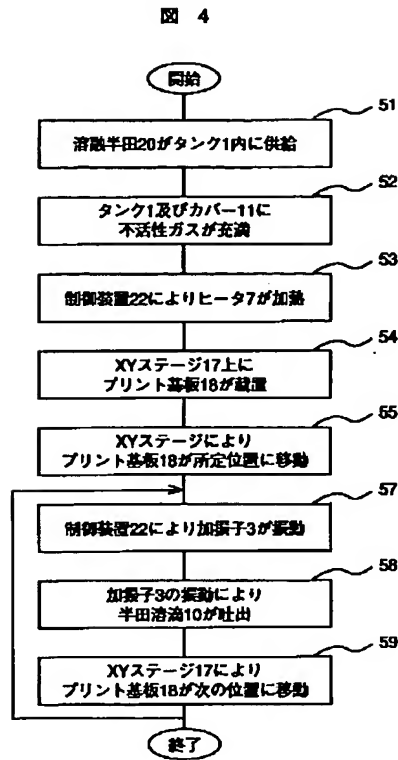 図 4
開始
51
溶融半田20がタンク1内に供給
52
タンク1及びカバー11に
不活性ガスが充満
53
制御装置22によりヒータ7が加熱
54
XYステージ17上に
プリント基板18が載置
55
XYステージにより
プリント基板18が所定位置に移動
57
制御装置22により加振子3が振動
58
加振子3の振動により
半田溶滴10が吐出
59
XYステージ17により
プリント基板18が次の位置に移動
終了